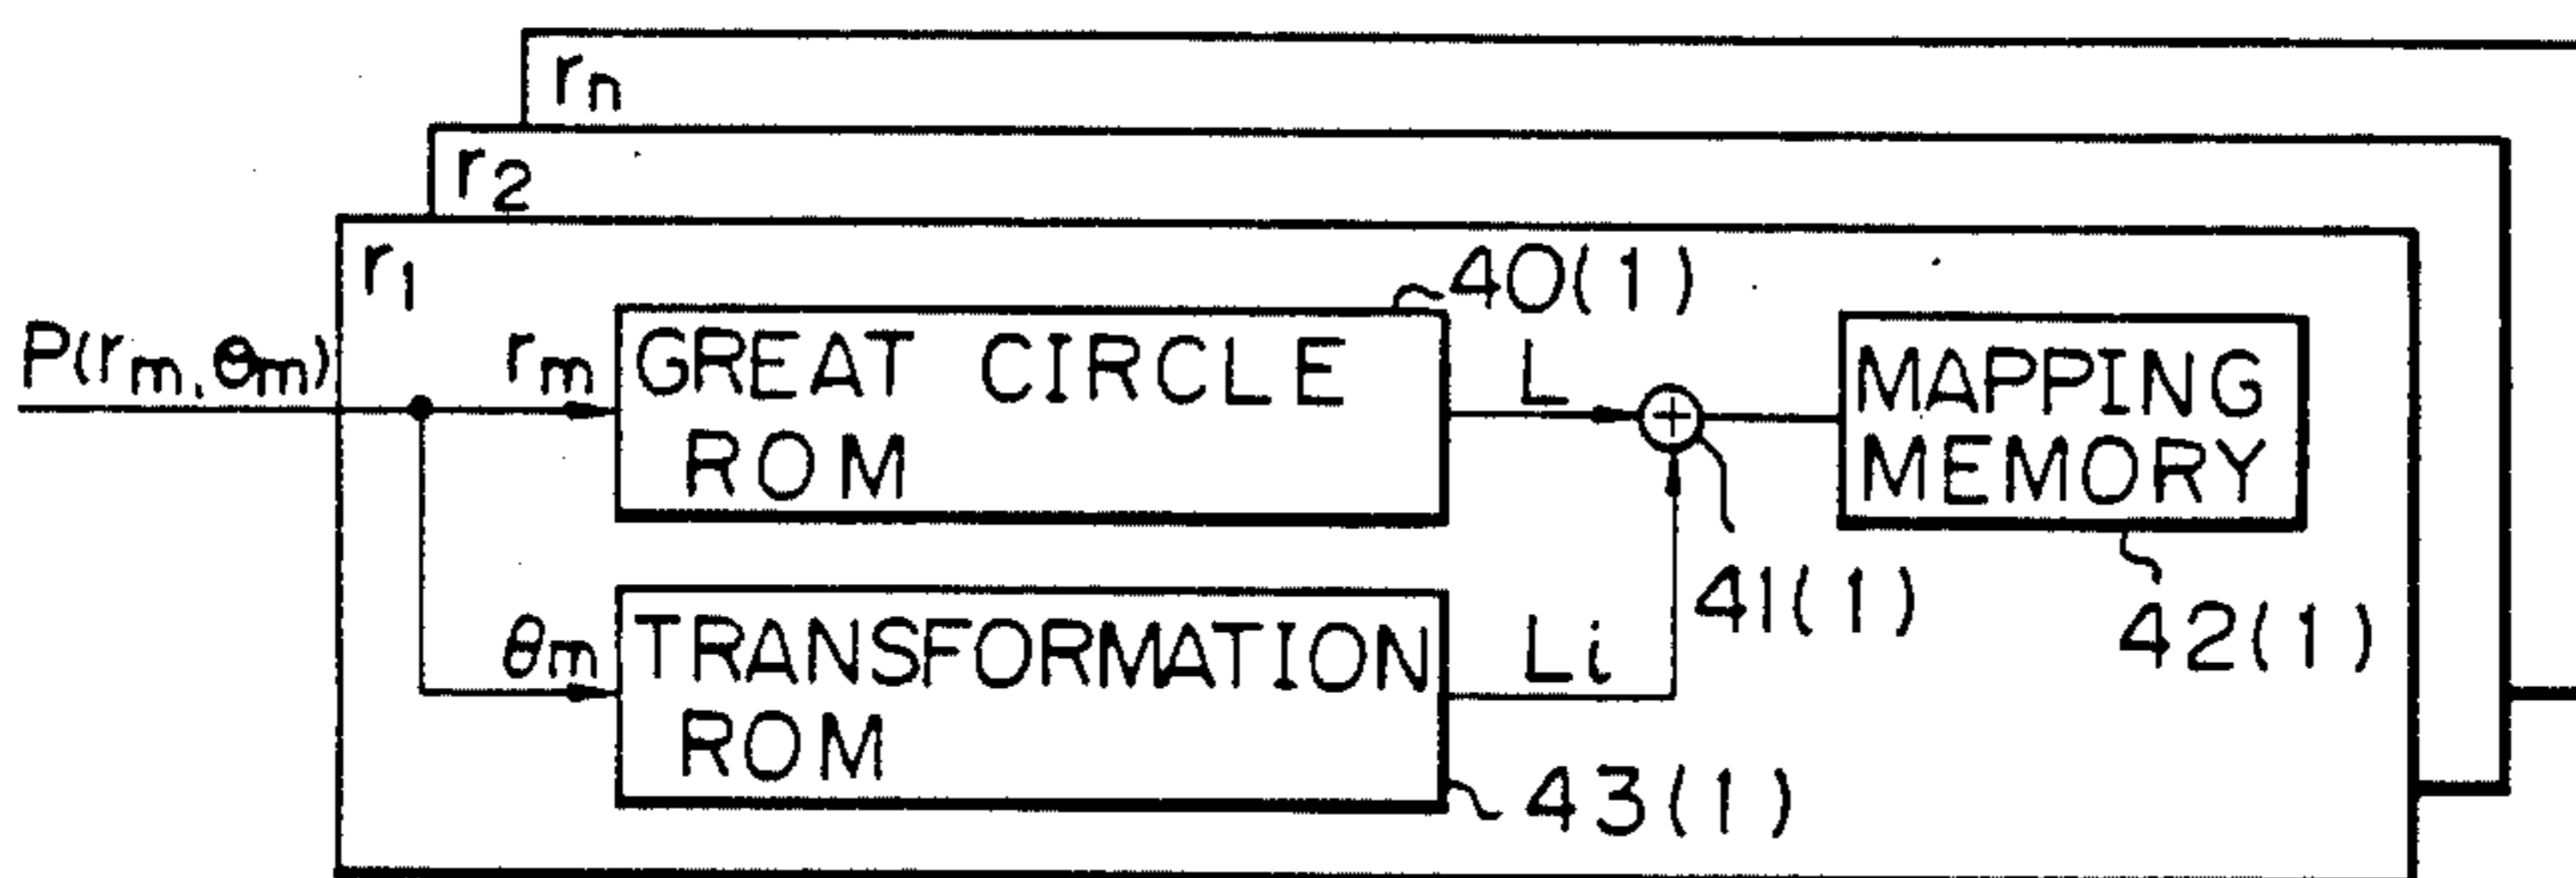 rn
r2
r1
40(1)
P(rm, θm)
rm
GREAT CIRCLE
ROM
L
+
MAPPING
MEMORY
41(1)
42(1)
θm
TRANSFORMATION
ROM
Li
43(1)